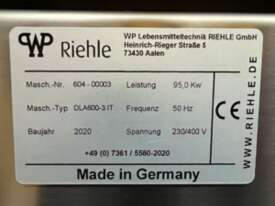 WP Riehle
WP Lebensmitteltechnik RIEHLE GmbH
Heinrich-Rieger Straße 5
73430 Aalen
Masch.-Nr. 604 - 00003 Leistung 95,0 Kw
Masch.-Typ DLA600-3 IT Frequenz 50 Hz
Baujahr 2020 Spannung 230/400 V
+49 (0) 7361 / 5580-2020
Made in Germany
CE
WWW.RIEHLE.DE